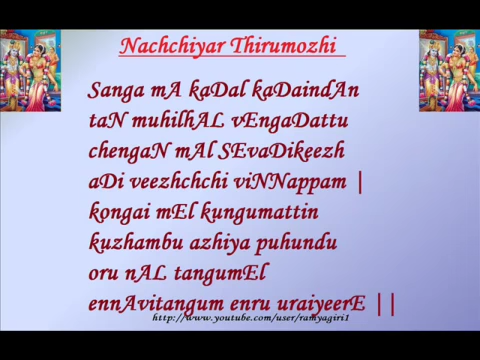 Nachchiyar Thirumozhi
Sanga mA kaDal kaDaindAn
taN muhilhAL vEngaDattu
chengaN mAl SEvaDikeezh
aDi veezhchchi viNNappam |
kongai mEl kungumattin
kuzhambu azhiya puhundu
oru nAL tangumEl
ennAvitangum enru uraiyeerE ||
http://www.youtube.com/user/ramyagiri1